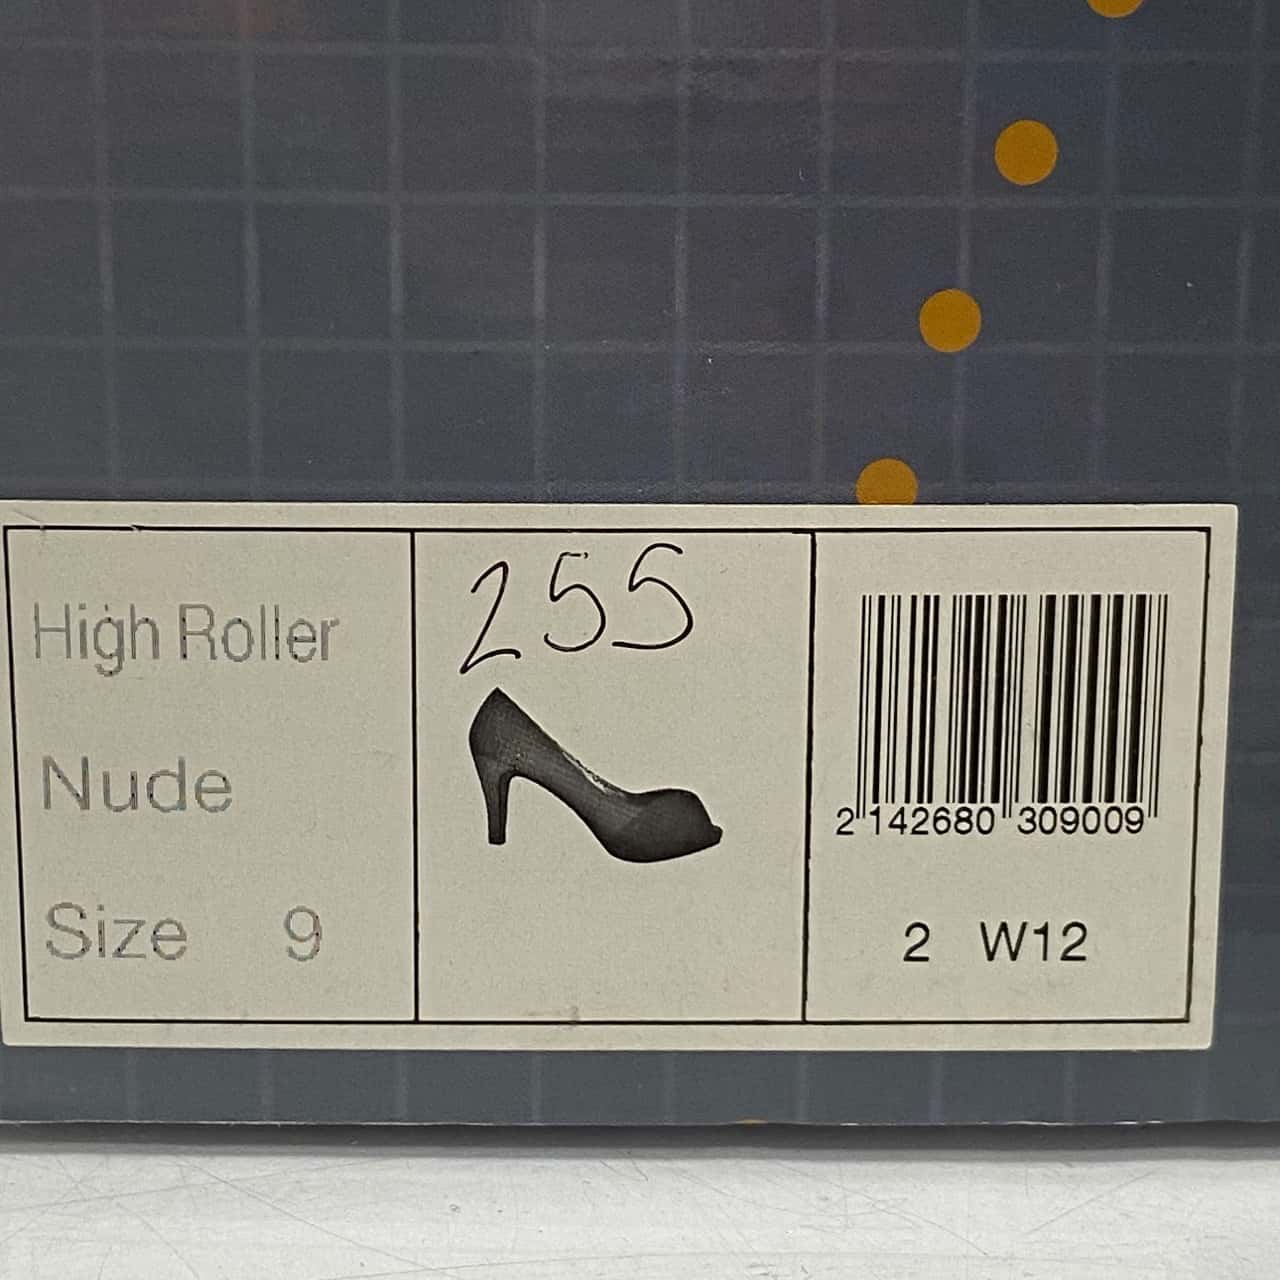 High Roller
Nude
Size 9
255
2 142680 309009
2 W12